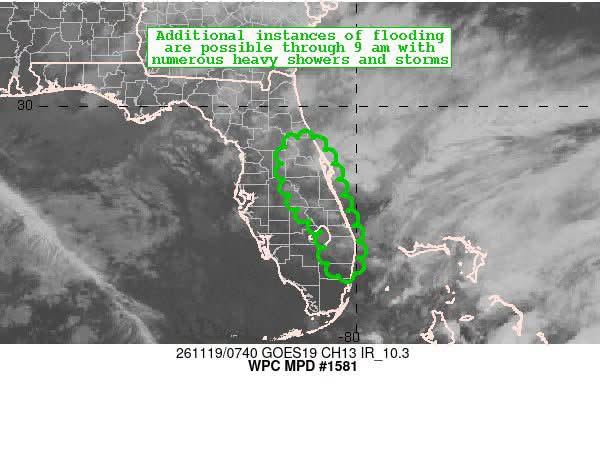 Additional instances of flooding
are possible through 9 am with
numerous heavy showers and storms
30
-80
261119/0740 GOES19 CH13 IR_10.3
WPC MPD #1581